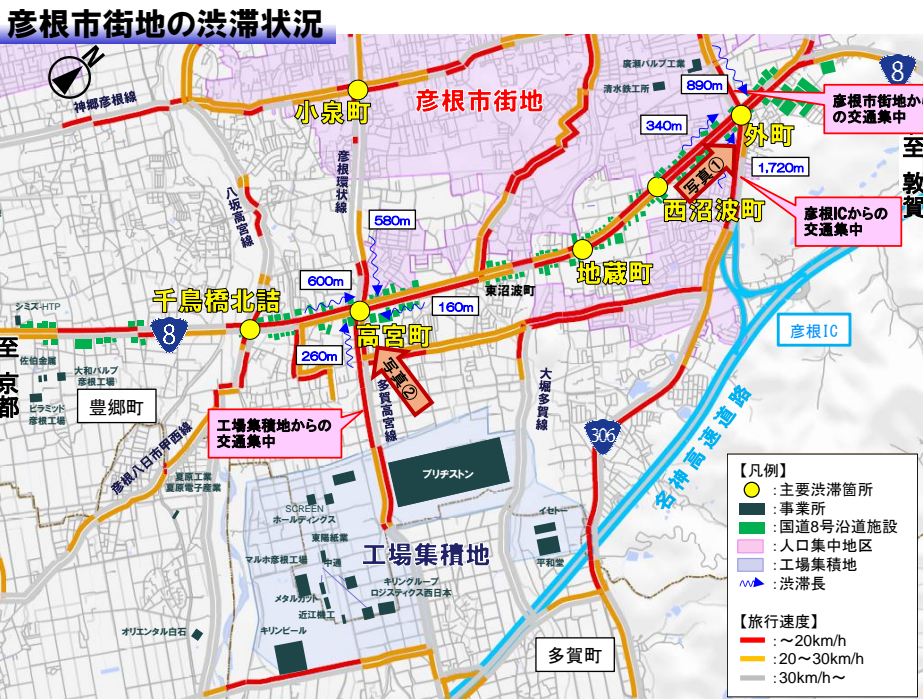 彦根市街地の渋滞状況
N
神郷彦根線
小泉町
彦根市街地
廣瀬バルブ工業
清水鉄工所
890m
8
彦根市街地か
の交通集中
340m
外町
至 敦賀
写真①
1,720m
彦根環状線
八坂高宮線
西沼波町
彦根ICからの
交通集中
580m
地蔵町
東沼波町
600m
160m
千鳥橋北詰
シミズ-HTP
8
高宮町
260m
彦根IC
至 京都
佐伯金属
大和バルブ
彦根工場
ピラミッド
彦根工場
豊郷町
写真②
多賀高宮線
大堀多賀線
工場集積地からの
交通集中
306
名神高速道路
彦根八日市甲西線
ブリヂストン
夏原工業
夏原電子産業
SCREEN
ホールディングス
イセトー
東陽紙業
工場集積地
マルホ彦根工場
中通
平和堂
キリングループ
ロジスティクス西日本
メタルカット
近江機工
キリンビール
オリエンタル白石
多賀町
【凡例】
:主要渋滞箇所
:事業所
:国道8号沿道施設
:人口集中地区
:工場集積地
:渋滞長
【旅行速度】
:～20km/h
:20～30km/h
:30km/h～